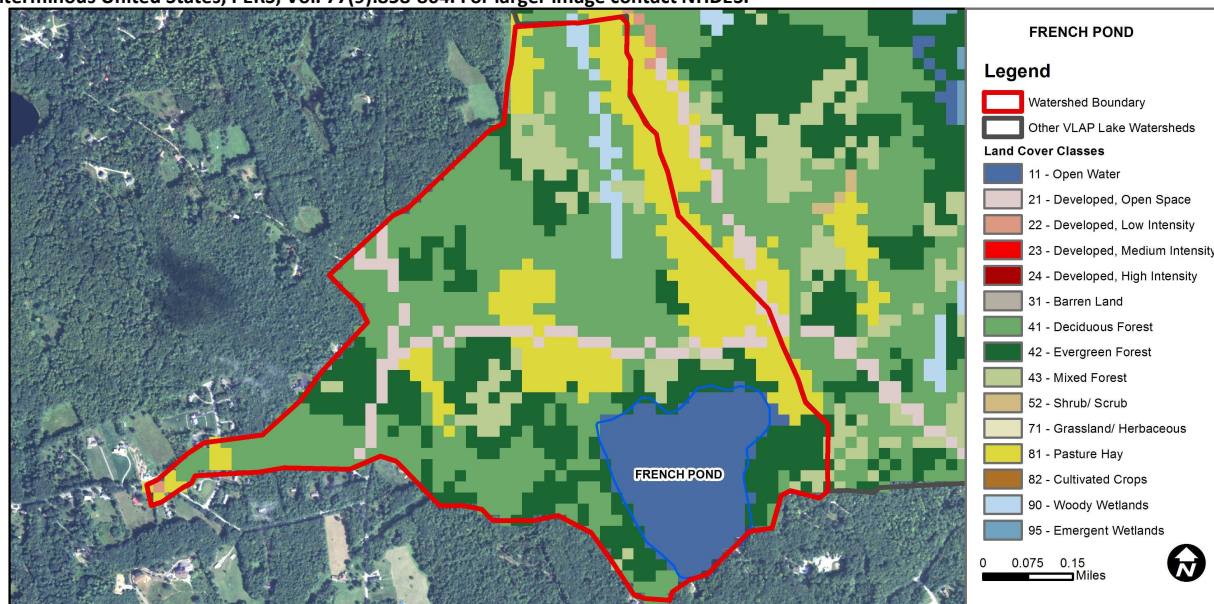 terminous United States, PERS, Vol. 77(9):858-864. For larger image contact NHDES.
FRENCH POND
Legend
Watershed Boundary
Other VLAP Lake Watersheds
Land Cover Classes
11 - Open Water
21 - Developed, Open Space
22 - Developed, Low Intensity
23 - Developed, Medium Intensity
24 - Developed, High Intensity
31 - Barren Land
41 - Deciduous Forest
42 - Evergreen Forest
43 - Mixed Forest
52 - Shrub/ Scrub
71 - Grassland/ Herbaceous
81 - Pasture Hay
82 - Cultivated Crops
90 - Woody Wetlands
95 - Emergent Wetlands
0 0.075 0.15
Miles
N
FRENCH POND